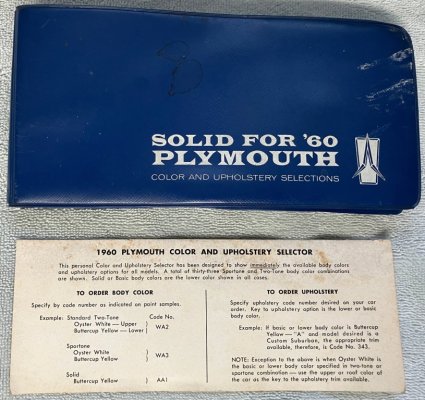 SOLID FOR '60
PLYMOUTH
COLOR AND UPHOLSTERY SELECTIONS
1960 PLYMOUTH COLOR AND UPHOLSTERY SELECTOR
This personal Color and Upholstery Selector has been designed to show immediately the available body colors
and upholstery options for all models. A total of thirty-three Sportone and Two-Tone body color combinations
are shown. Solid or Basic body colors are the lower color shown in all cases.
TO ORDER BODY COLOR
Specify by code number as indicated on paint samples.
Example: Standard Two-Tone Code No.
Oyster White — Upper
Buttercup Yellow — Lower } WA2
Sportone
Oyster White
Buttercup Yellow } WA3
Solid
Buttercup Yellow } AA1
TO ORDER UPHOLSTERY
Specify upholstery code number desired on your car
order. Key to upholstery option is the lower or basic
body color.
Example: If basic or lower body color is Buttercup
Yellow — "A" and model desired is a
Custom Suburban, the appropriate trim
available, therefore, is Code No. 343.
NOTE: Exception to the above is when Oyster White is
the basic or lower body color specified in two-tone or
sportone combination — use the upper or roof color of
the car as the key to the upholstery trim available.